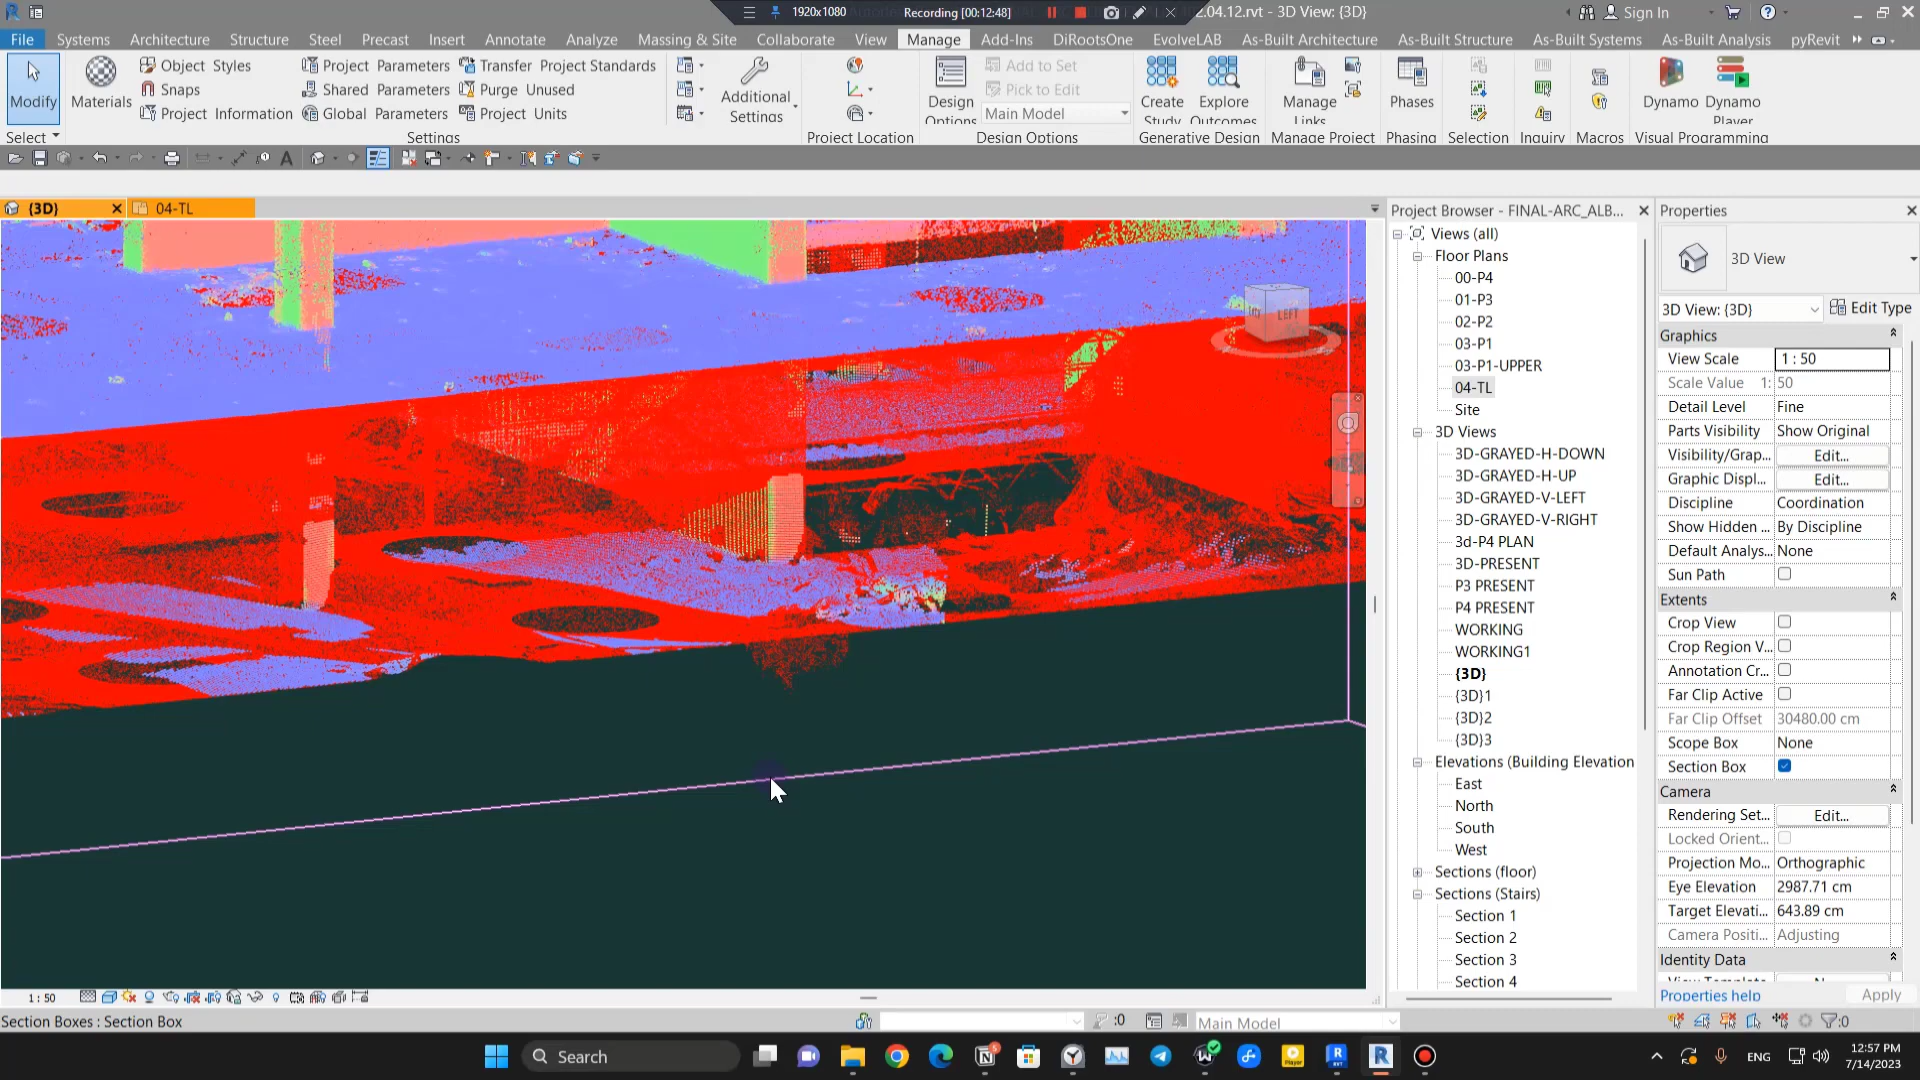 1920x1080
Recording [00:12:48]
2.04.12.rvt - 3D View: {3D}
Sign In
File
Systems
Architecture
Structure
Steel
Precast
Insert
Annotate
Analyze
Massing & Site
Collaborate
View
Manage
Add-Ins
DiRootsOne
EvolveLAB
As-Built Architecture
As-Built Structure
As-Built Systems
As-Built Analysis
pyRevit
Modify
Materials
Object Styles
Snaps
Project Information
Project Parameters
Shared Parameters
Global Parameters
Transfer Project Standards
Purge Unused
Project Units
Additional
Settings
Design
Options
Add to Set
Pick to Edit
Main Model
Create
Study
Explore
Outcomes
Manage
Links
Phases
Dynamo
Dynamo
Player
Select
Settings
Project Location
Design Options
Generative Design
Manage Project
Phasing
Selection
Inquiry
Macros
Visual Programming
{3D}
04-TL
LEFT
Project Browser - FINAL-ARC_ALB...
Views (all)
Floor Plans
00-P4
01-P3
02-P2
03-P1
03-P1-UPPER
04-TL
Site
3D Views
3D-GRAYED-H-DOWN
3D-GRAYED-H-UP
3D-GRAYED-V-LEFT
3D-GRAYED-V-RIGHT
3d-P4 PLAN
3D-PRESENT
P3 PRESENT
P4 PRESENT
WORKING
WORKING1
{3D}
{3D}1
{3D}2
{3D}3
Elevations (Building Elevation
East
North
South
West
Sections (floor)
Sections (Stairs)
Section 1
Section 2
Section 3
Section 4
Properties
3D View
3D View: {3D}
Edit Type
Graphics
View Scale 1 : 50
Scale Value 1: 50
Detail Level Fine
Parts Visibility Show Original
Visibility/Grap... Edit...
Graphic Displ... Edit...
Discipline Coordination
Show Hidden ... By Discipline
Default Analys... None
Sun Path
Extents
Crop View
Crop Region V...
Annotation Cr...
Far Clip Active
Far Clip Offset 30480.00 cm
Scope Box None
Section Box
Camera
Rendering Set... Edit...
Locked Orient...
Projection Mo... Orthographic
Eye Elevation 2987.71 cm
Target Elevati... 643.89 cm
Camera Positi... Adjusting
Identity Data
Properties help
Apply
1 : 50
Section Boxes : Section Box
:0
Main Model
:0
Search
ENG
12:57 PM
7/14/2023